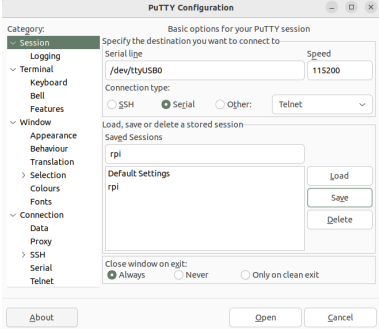 PuTTY Configuration
Category:
Session
Logging
Terminal
Keyboard
Bell
Features
Window
Appearance
Behaviour
Translation
Selection
Colours
Fonts
Connection
Data
Proxy
SSH
Serial
Telnet
Basic options for your PuTTY session
Specify the destination you want to connect to
Serial line Speed
/dev/ttyUSB0 115200
Connection type:
SSH Serial Other: Telnet
Load, save or delete a stored session
Saved Sessions
rpi
Default Settings
rpi
Load
Save
Delete
Close window on exit:
Always Never Only on clean exit
About Open Cancel